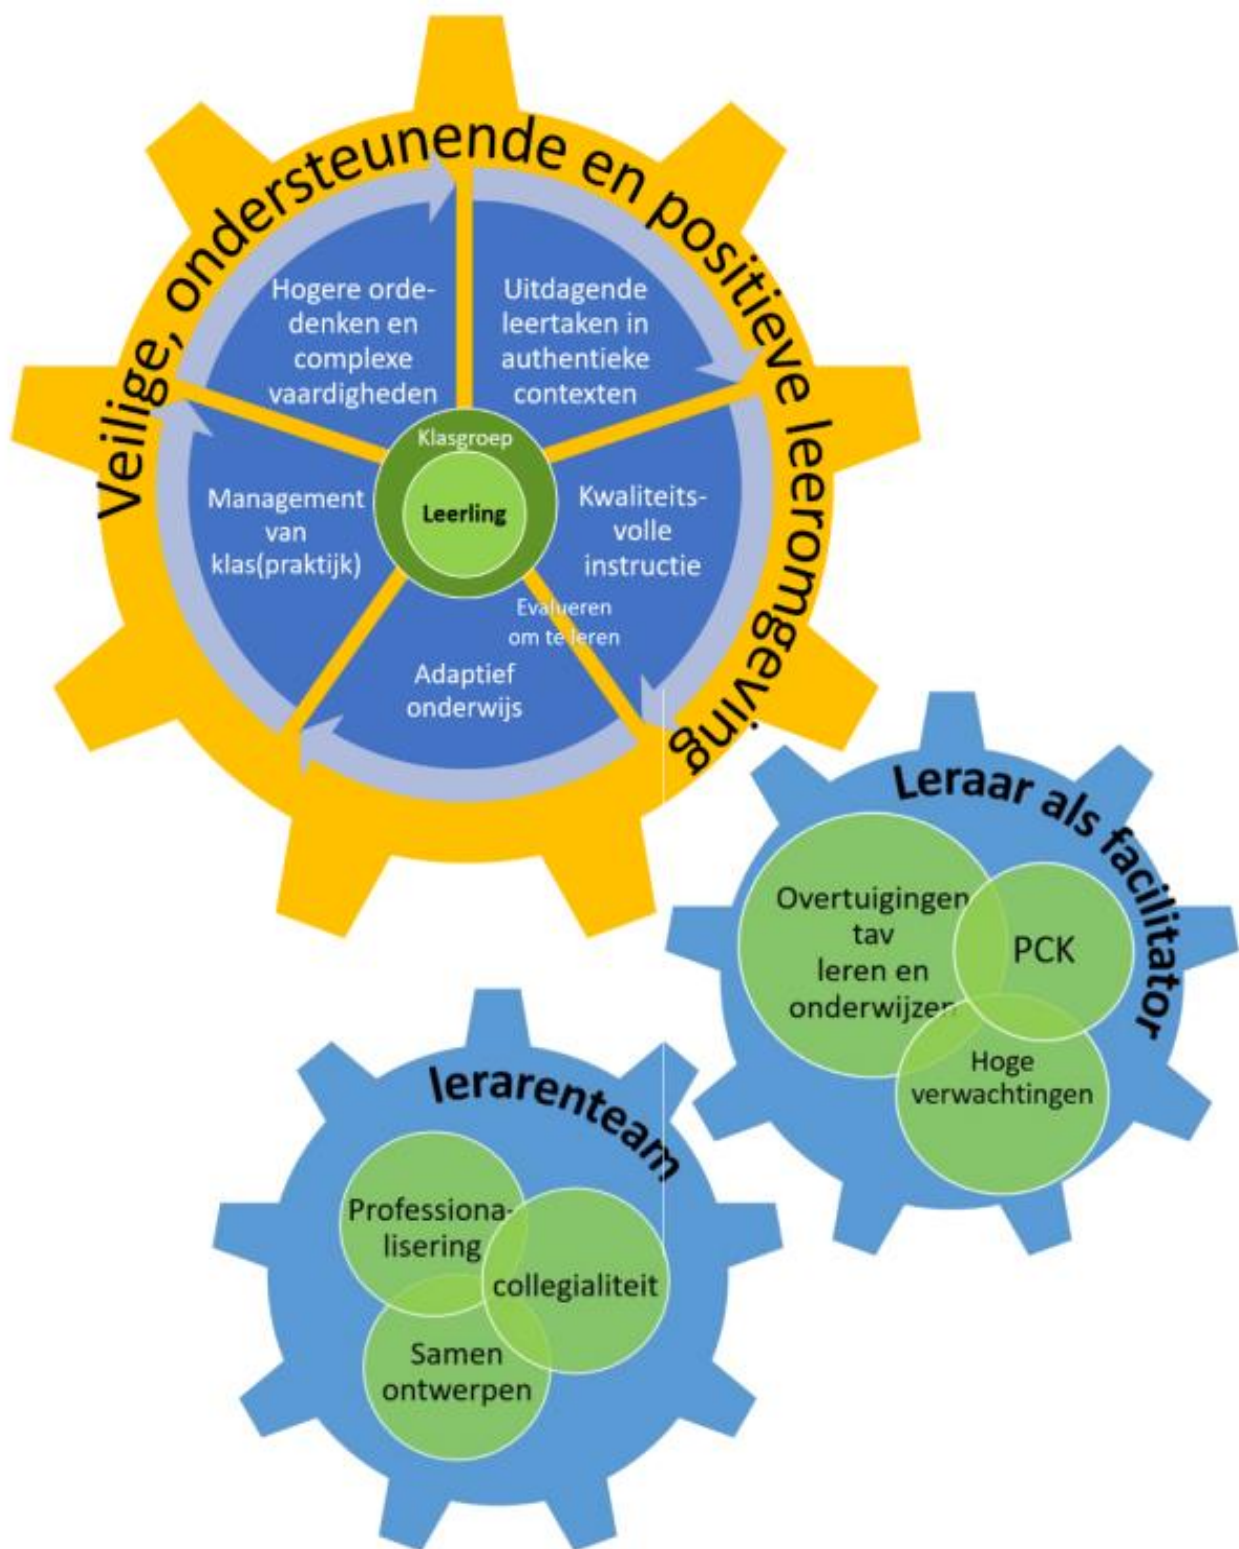 Veilige, ondersteunende en positieve leeromgeving
Hogere orde-
denken en
complexe
vaardigheden
Uitdagende
leertaken in
authentieke
contexten
Klasgroep
Leerling
Management
van
klas(praktijk)
Kwaliteits-
volle
instructie
Evalueren
om te leren
Adaptief
onderwijs
Leraar als facilitator
Overtuigingen
tav
leren en
onderwijzen
PCK
Hoge
verwachtingen
lerarenteam
Professiona-
lisering
collegialiteit
Samen
ontwerpen